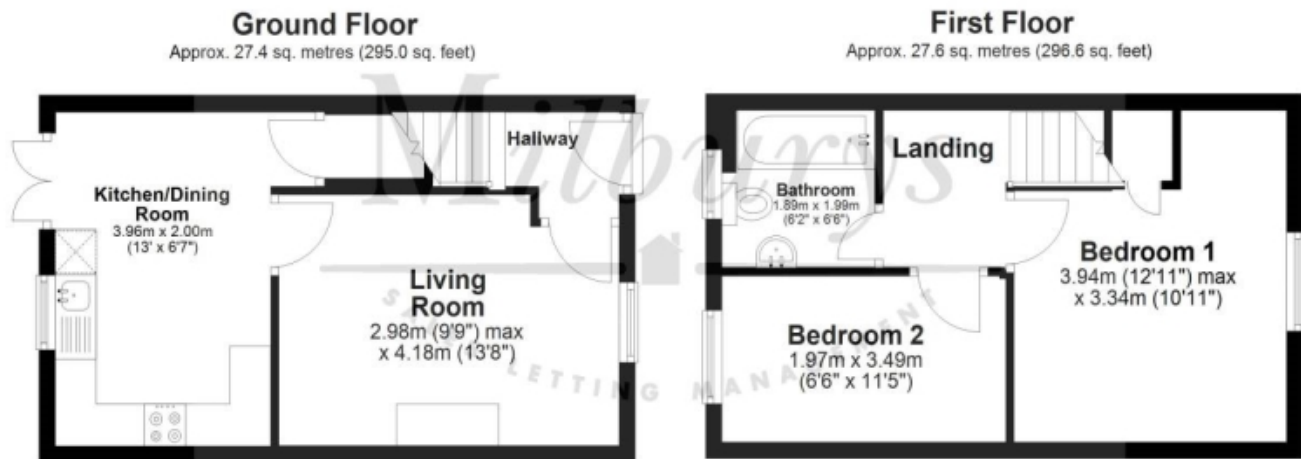 Ground Floor
Approx. 27.4 sq. metres (295.0 sq. feet)
Hallway
Kitchen/Dining
Room
3.96m x 2.00m
(13' x 6'7")
Living
Room
2.98m (9'9") max
x 4.18m (13'8")
First Floor
Approx. 27.6 sq. metres (296.6 sq. feet)
Landing
Bathroom
1.89m x 1.99m
(6'2" x 6'6")
Bedroom 1
3.94m (12'11") max
x 3.34m (10'11")
Bedroom 2
1.97m x 3.49m
(6'6" x 11'5")
Milburys
SALES LETTING MANAGEMENT